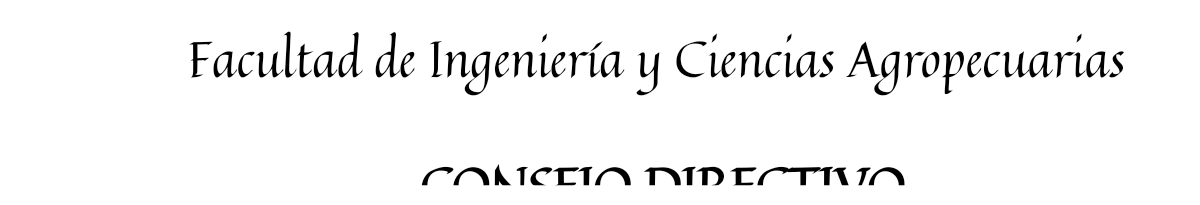 Facultad de Ingeniería y Ciencias Agropecuarias
CONSEJO DIRECTIVO